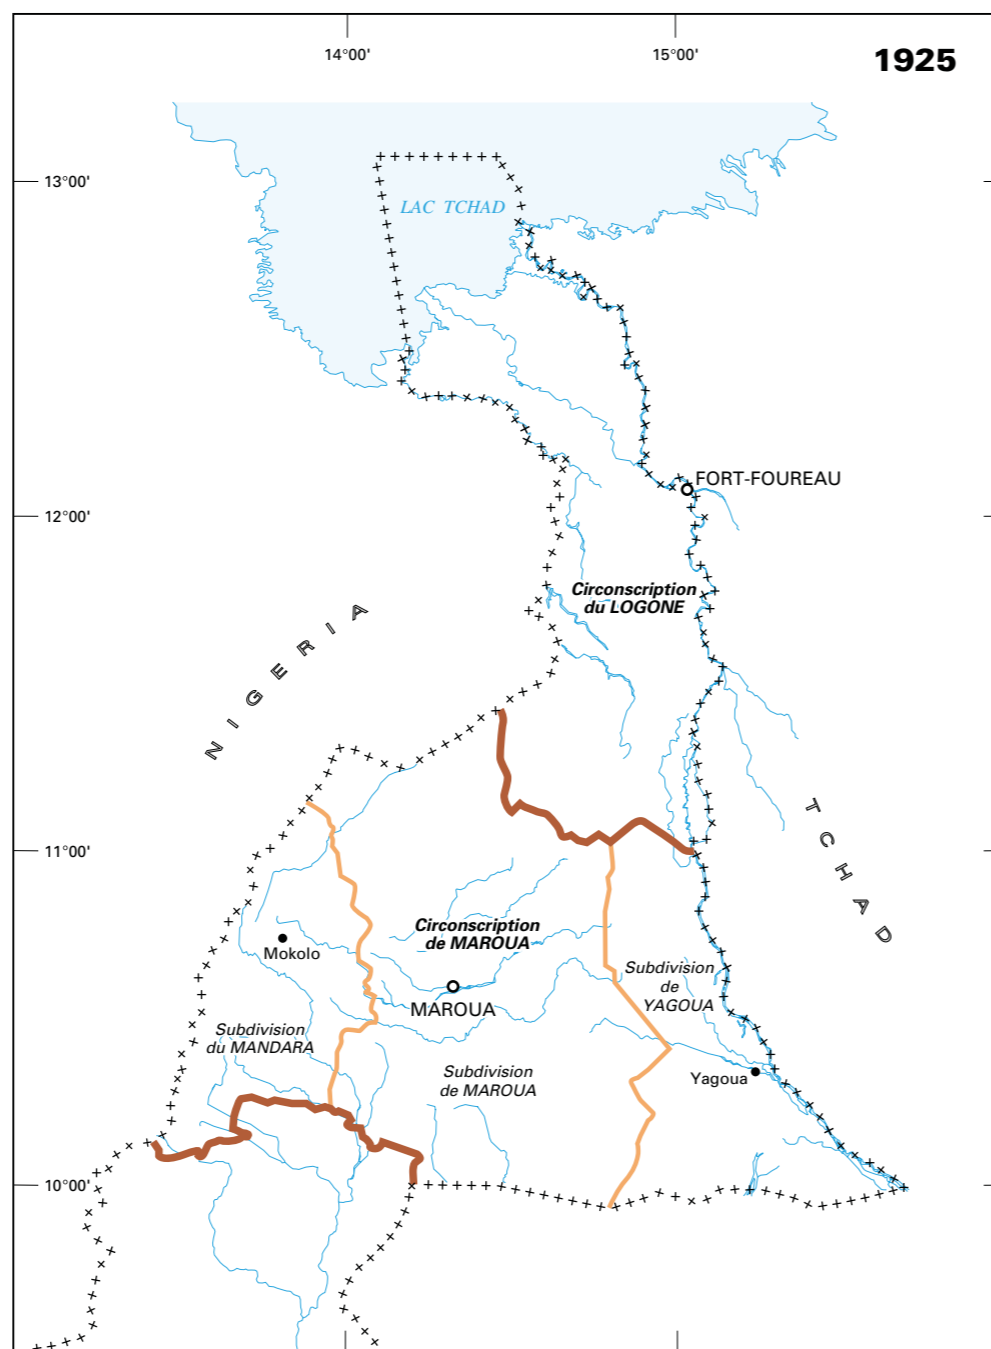 14°00'
15°00'
1925
13°00'
LAC TCHAD
FORT-FOUREAU
12°00'
Circonscription
du LOGONE
NIGERIA
TCHAD
11°00'
Circonscription
de MAROUA
Mokolo
Subdivision
de
YAGOUA
MAROUA
Subdivision
du MANDARA
Subdivision
de MAROUA
Yagoua
10°00'